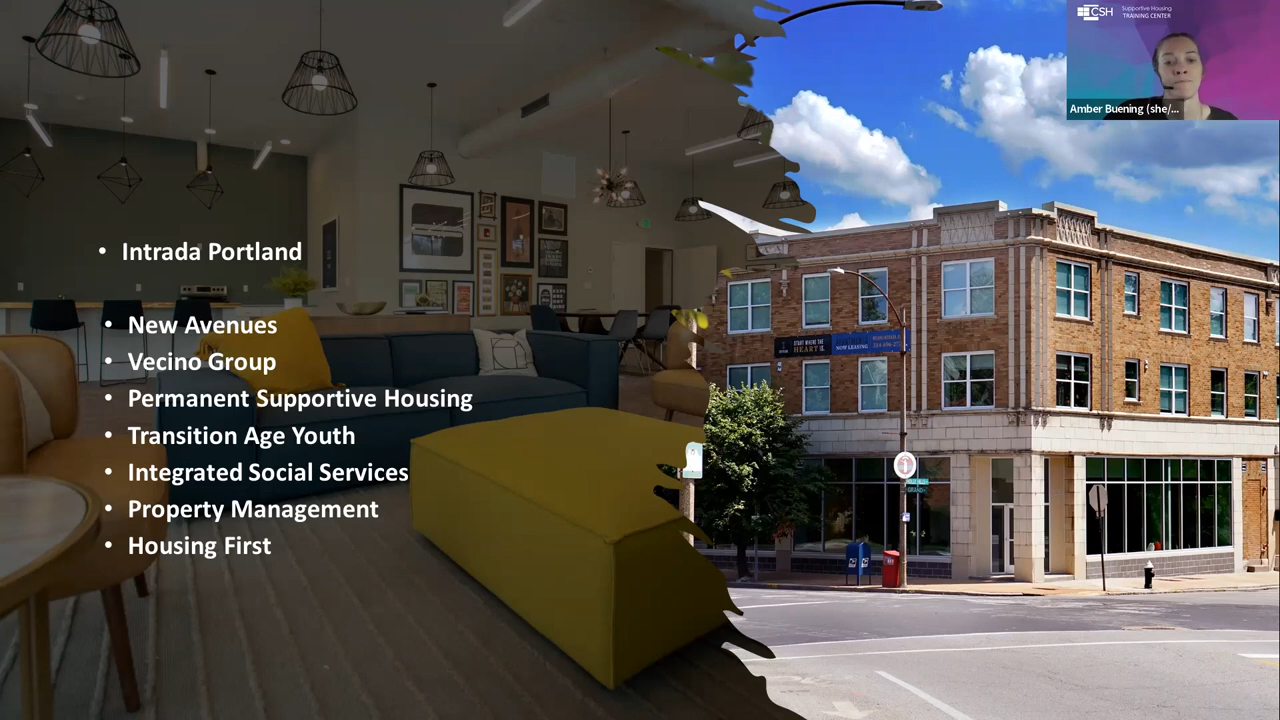 CSH
Supportive Housing
TRAINING CENTER
Amber Buening (she/...
• Intrada Portland
• New Avenues
• Vecino Group
• Permanent Supportive Housing
• Transition Age Youth
• Integrated Social Services
• Property Management
• Housing First
START WHERE THE
HEART IS.
NOW LEASING